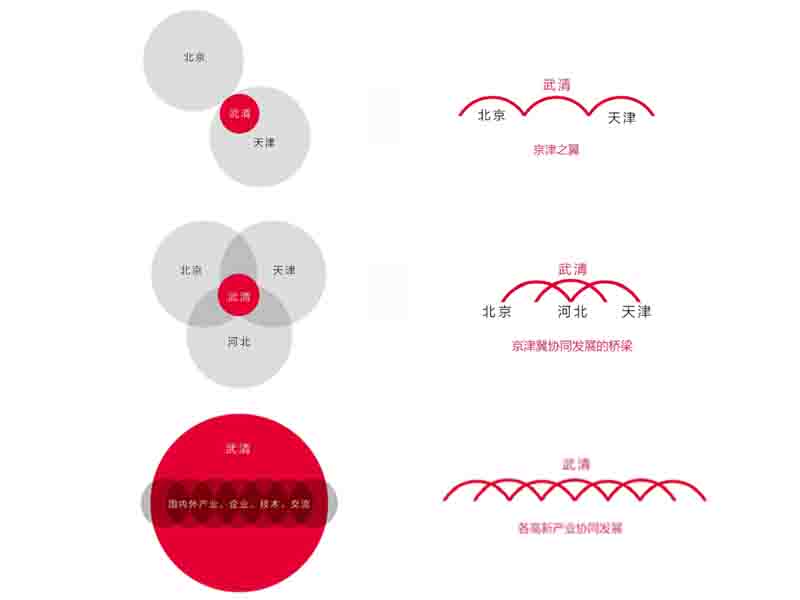 北京
武清
天津
武清
北京
天津
京津之翼
北京
天津
武清
河北
武清
北京
河北
天津
京津翼协同发展的桥梁
武清
国内外产业、企业、技术、交流
武清
各高新产业协同发展